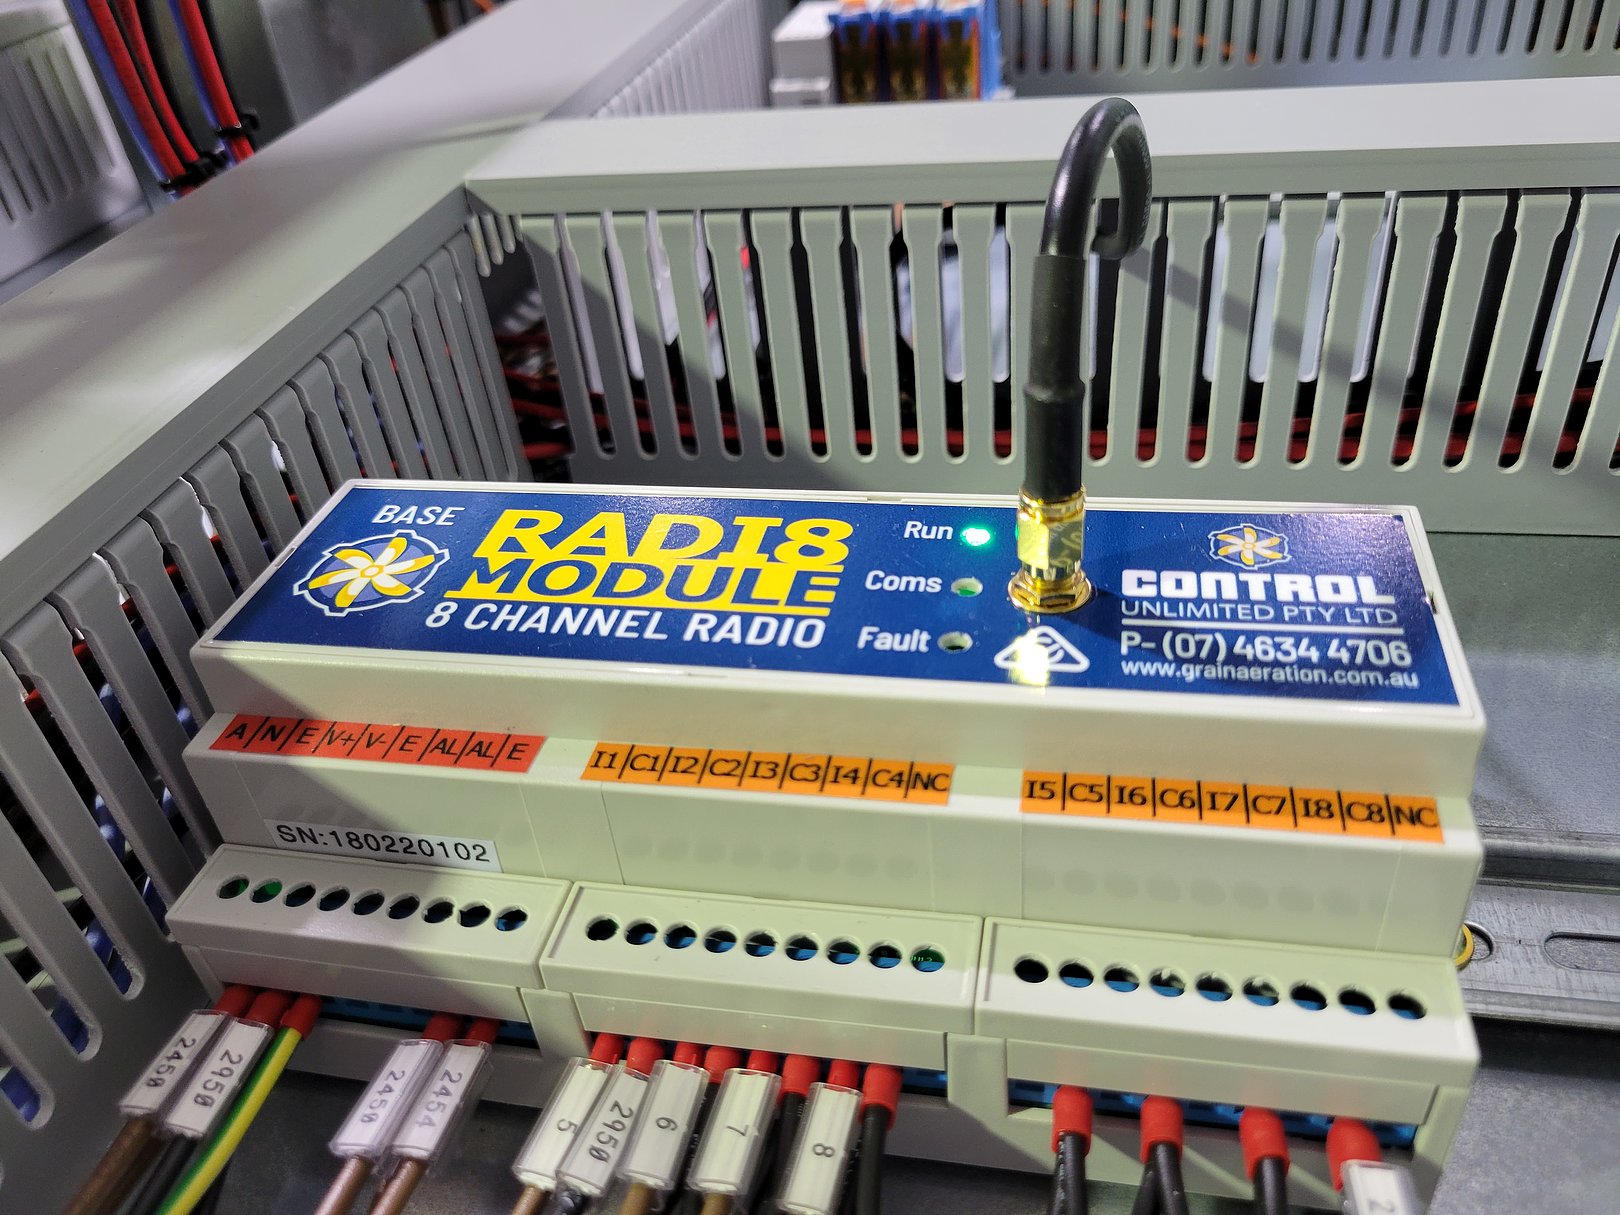 BASE
RADI8
MODULE
8 CHANNEL RADIO
Run
Coms
Fault
CONTROL
UNLIMITED PTY LTD
P- (07) 4634 4706
www.grainaeration.com.au
A N E V+ V- E AL AL E
I1 C1 I2 C2 I3 C3 I4 C4 NC
I5 C5 I6 C6 I7 C7 I8 C8 NC
SN:180220102
2450
2950
2450
2454
5
2950
6
7
8